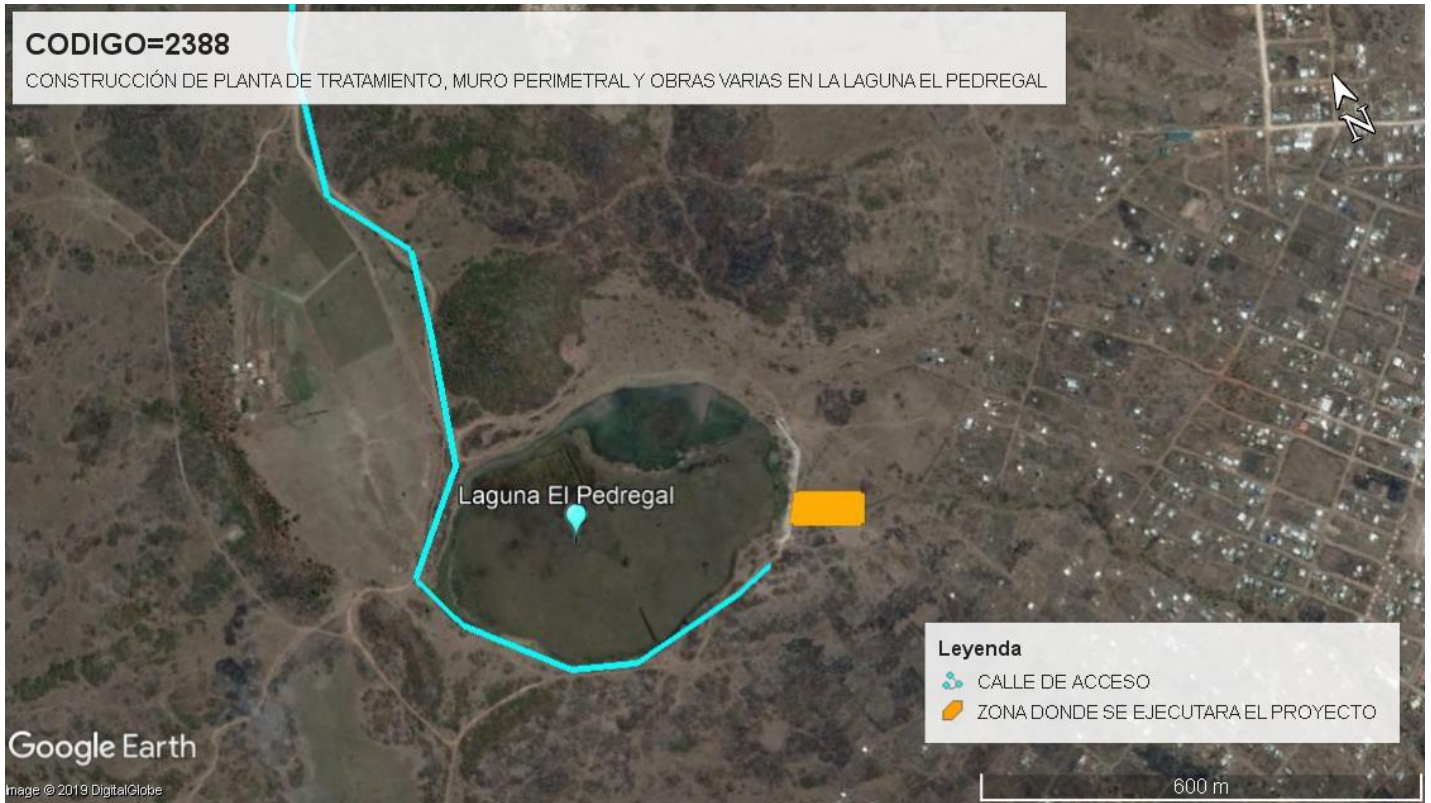 CODIGO=2388
CONSTRUCCIÓN DE PLANTA DE TRATAMIENTO, MURO PERIMETRAL Y OBRAS VARIAS EN LA LAGUNA EL PEDREGAL
N
Laguna El Pedregal
Leyenda
CALLE DE ACCESO
ZONA DONDE SE EJECUTARA EL PROYECTO
Google Earth
Image © 2019 DigitalGlobe
600 m